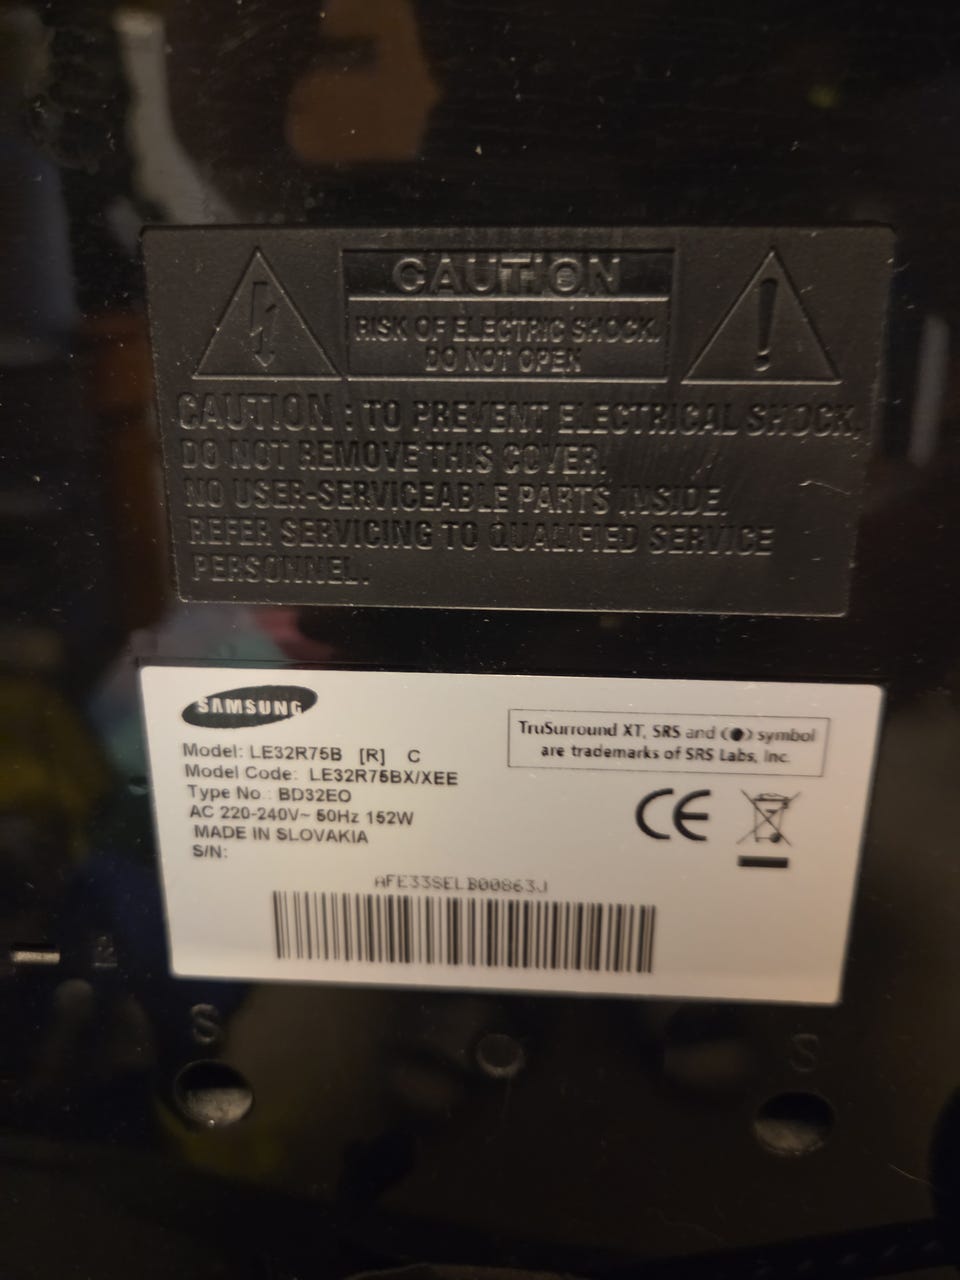 CAUTION
RISK OF ELECTRIC SHOCK.
DO NOT OPEN
CAUTION : TO PREVENT ELECTRICAL SHOCK,
DO NOT REMOVE THIS COVER.
NO USER-SERVICEABLE PARTS INSIDE.
REFER SERVICING TO QUALIFIED SERVICE
PERSONNEL.
SAMSUNG
TruSurround XT, SRS and (●) symbol
are trademarks of SRS Labs, Inc.
Model: LE32R75B [R] C
Model Code: LE32R75BX/XEE
Type No.: BD32EO
AC 220-240V~ 50Hz 152W
MADE IN SLOVAKIA
S/N:
CE
AFE33SELB00863J
S
S